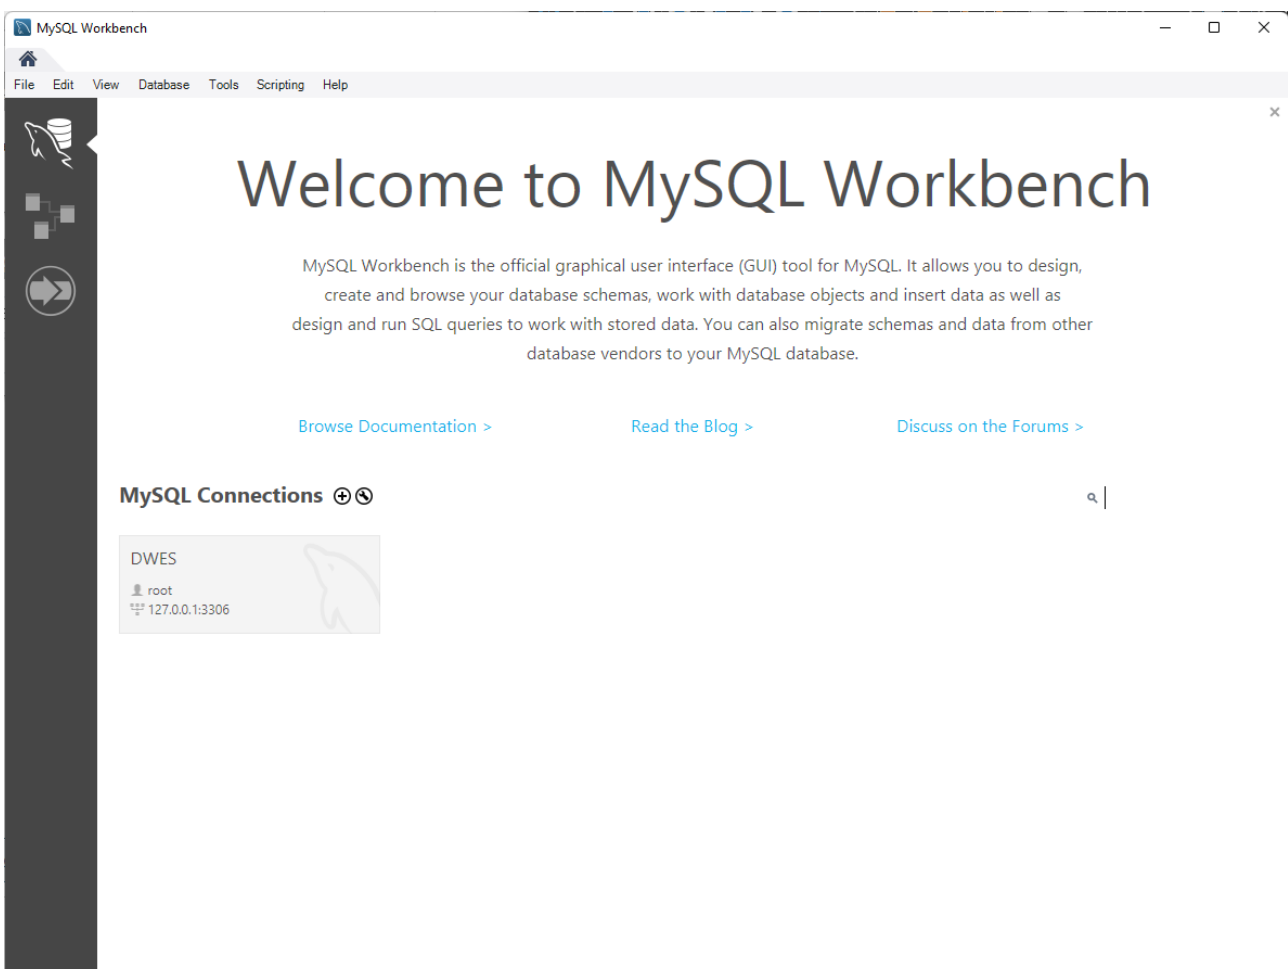 MySQL Workbench
File Edit View Database Tools Scripting Help
Welcome to MySQL Workbench
MySQL Workbench is the official graphical user interface (GUI) tool for MySQL. It allows you to design,
create and browse your database schemas, work with database objects and insert data as well as
design and run SQL queries to work with stored data. You can also migrate schemas and data from other
database vendors to your MySQL database.
Browse Documentation > Read the Blog > Discuss on the Forums >
MySQL Connections
DWES
root
127.0.0.1:3306